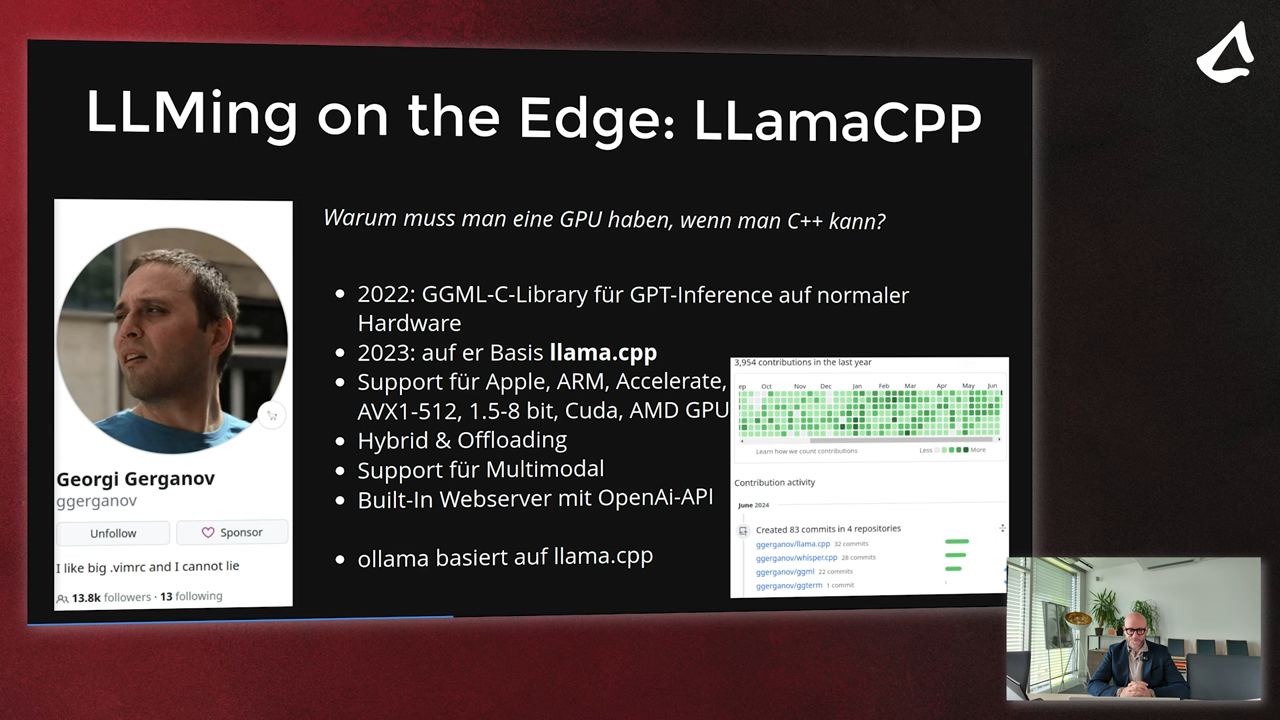 LLMing on the Edge: LLamaCPP
Warum muss man eine GPU haben, wenn man C++ kann?
2022: GGML-C-Library für GPT-Inference auf normaler
Hardware
2023: auf er Basis llama.cpp
Support für Apple, ARM, Accelerate,
AVX1-512, 1.5-8 bit, Cuda, AMD GPU
Hybrid & Offloading
Support für Multimodal
Built-In Webserver mit OpenAi-API
ollama basiert auf llama.cpp
Georgi Gerganov
ggerganov
Unfollow
Sponsor
I like big .vimrc and I cannot lie
13.8k followers · 13 following
3,954 contributions in the last year
ep Oct Nov Dec Jan Feb Mar Apr May Jun
Learn how we count contributions
Less More
Contribution activity
June 2024
Created 83 commits in 4 repositories
ggerganov/llama.cpp 32 commits
ggerganov/whisper.cpp 28 commits
ggerganov/ggml 22 commits
ggerganov/ggterm 1 commit